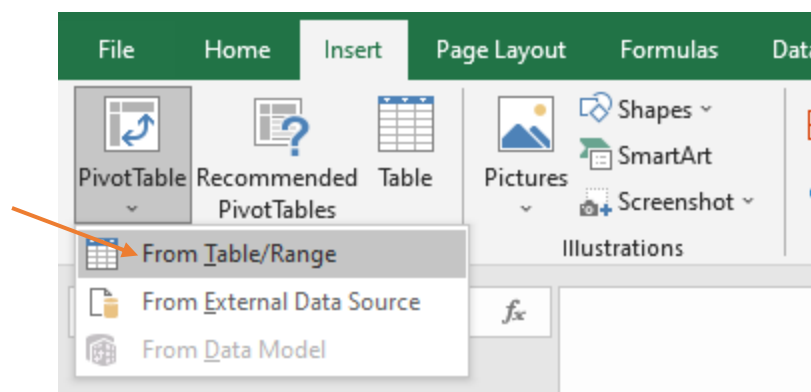 File Home Insert Page Layout Formulas
PivotTable Recommended PivotTables Table Pictures
Shapes
SmartArt
Screenshot
Illustrations
From Table/Range
From External Data Source
fx
From Data Model